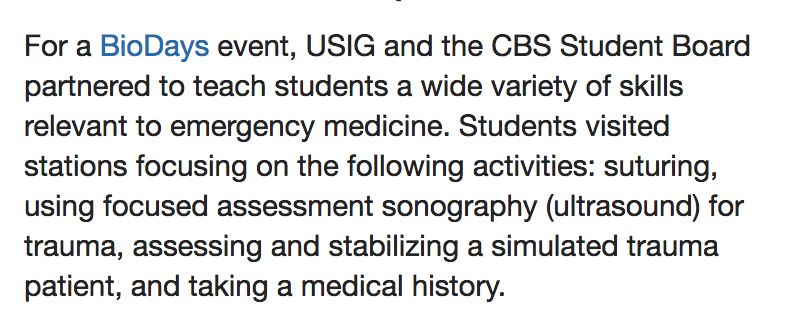 For a BioDays event, USIG and the CBS Student Board
partnered to teach students a wide variety of skills
relevant to emergency medicine. Students visited
stations focusing on the following activities: suturing,
using focused assessment sonography (ultrasound) for
trauma, assessing and stabilizing a simulated trauma
patient, and taking a medical history.